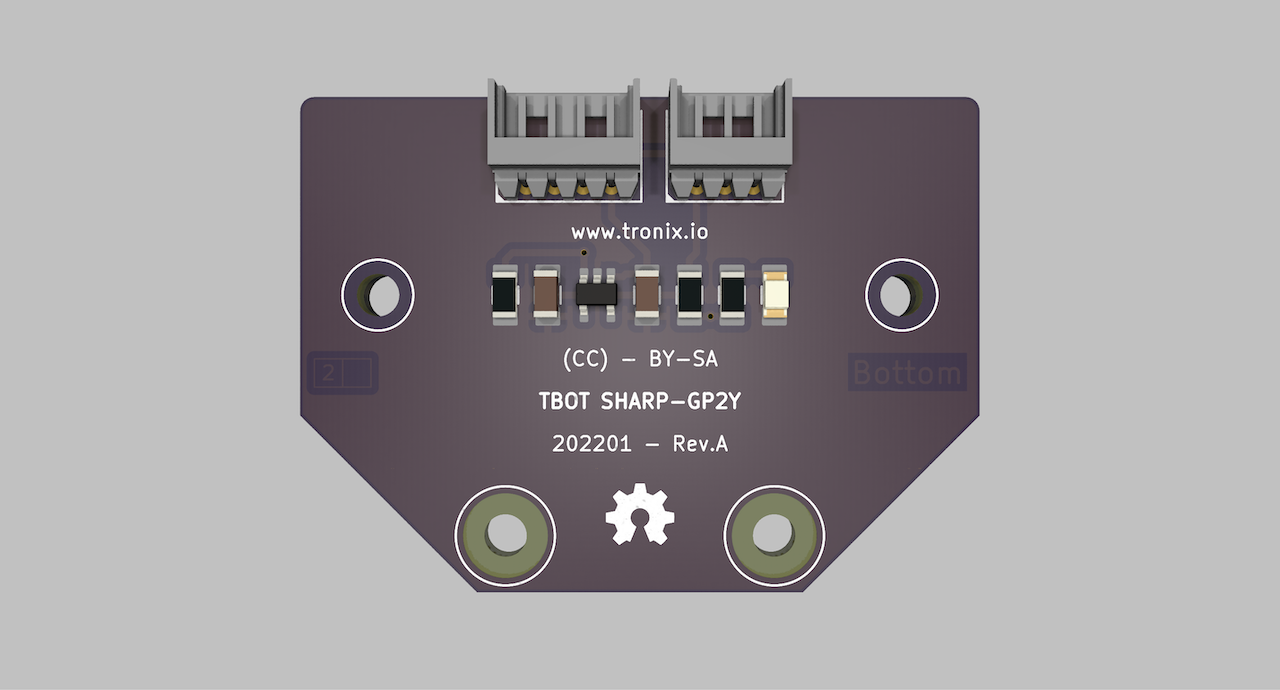 www.tronix.io
(CC) - BY-SA
2
Bottom
TBOT SHARP-GP2Y
202201 - Rev.A